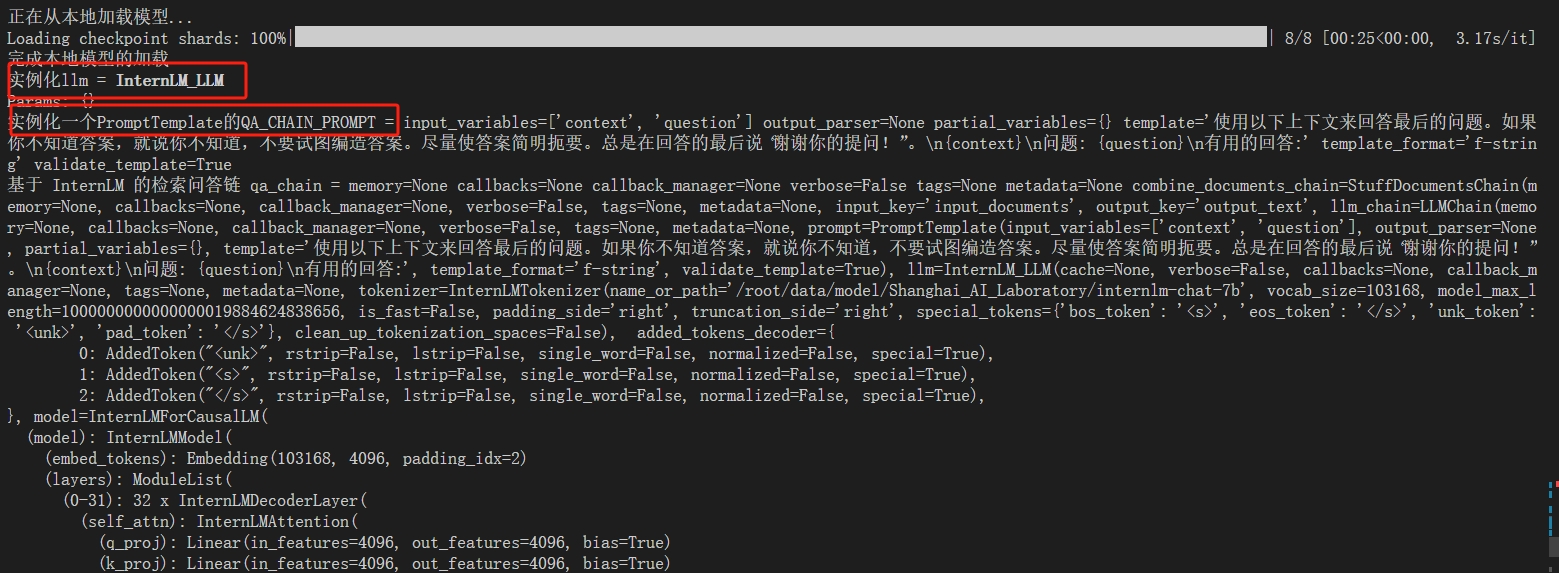 正在从本地加载模型...
Loading checkpoint shards: 100%| | 8/8 [00:25<00:00,  3.17s/it]
完成本地模型的加载
实例化llm = InternLM_LLM
Params: {}
实例化一个PromptTemplate的QA_CHAIN_PROMPT = input_variables=['context', 'question'] output_parser=None partial_variables={} template='使用以下上下文来回答最后的问题。如果
你不知道答案，就说你不知道，不要试图编造答案。尽量使答案简明扼要。总是在回答的最后说“谢谢你的提问！”。\n{context}\n问题: {question}\n有用的回答:' template_format='f-strin
g' validate_template=True
基于 InternLM 的检索问答链 qa_chain = memory=None callbacks=None callback_manager=None verbose=False tags=None metadata=None combine_documents_chain=StuffDocumentsChain(m
emory=None, callbacks=None, callback_manager=None, verbose=False, tags=None, metadata=None, input_key='input_documents', output_key='output_text', llm_chain=LLMChain(memo
ry=None, callbacks=None, callback_manager=None, verbose=False, tags=None, metadata=None, prompt=PromptTemplate(input_variables=['context', 'question'], output_parser=None
, partial_variables={}, template='使用以下上下文来回答最后的问题。如果你不知道答案，就说你不知道，不要试图编造答案。尽量使答案简明扼要。总是在回答的最后说“谢谢你的提问！”
。\n{context}\n问题: {question}\n有用的回答:', template_format='f-string', validate_template=True), llm=InternLM_LLM(cache=None, verbose=False, callbacks=None, callback_m
anager=None, tags=None, metadata=None, tokenizer=InternLMTokenizer(name_or_path='/root/data/model/Shanghai_AI_Laboratory/internlm-chat-7b', vocab_size=103168, model_max_l
ength=1000000000000000019884624838656, is_fast=False, padding_side='right', truncation_side='right', special_tokens={'bos_token': '<s>', 'eos_token': '</s>', 'unk_token':
'<unk>', 'pad_token': '</s>'}, clean_up_tokenization_spaces=False),  added_tokens_decoder={
0: AddedToken("<unk>", rstrip=False, lstrip=False, single_word=False, normalized=False, special=True),
1: AddedToken("<s>", rstrip=False, lstrip=False, single_word=False, normalized=False, special=True),
2: AddedToken("</s>", rstrip=False, lstrip=False, single_word=False, normalized=False, special=True),
}, model=InternLMForCausalLM(
(model): InternLMModel(
(embed_tokens): Embedding(103168, 4096, padding_idx=2)
(layers): ModuleList(
(0-31): 32 x InternLMDecoderLayer(
(self_attn): InternLMAttention(
(q_proj): Linear(in_features=4096, out_features=4096, bias=True)
(k_proj): Linear(in_features=4096, out_features=4096, bias=True)